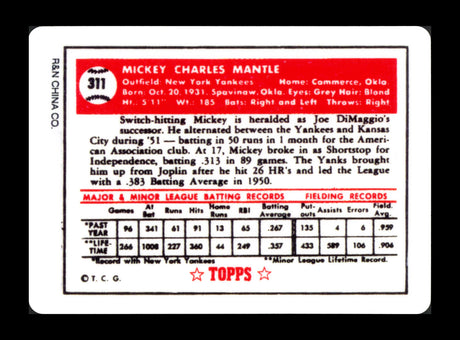 R&N CHINA CO.
311
MICKEY CHARLES MANTLE
Outfield: New York Yankees Home: Commerce, Okla.
Born: Oct. 20, 1931, Spavinaw, Okla. Eyes: Grey Hair: Blond
Ht.: 5'11" Wt.: 185 Bats: Right and Left Throws: Right
Switch-hitting Mickey is heralded as Joe DiMaggio's
successor. He alternated between the Yankees and Kansas
City during '51 — batting in 50 runs in 1 month for the Ameri-
can Association club. At 17, Mickey broke in as Shortstop for
Independence, batting .313 in 89 games. The Yanks brought
him up from Joplin after he hit 26 HR's and led the League
with a .383 Batting Average in 1950.
MAJOR & MINOR LEAGUE BATTING RECORDS FIELDING RECORDS
Games At Bat Runs Hits Home Runs RBI Batting Average Put-outs Assists Errors Field. Avg.
*PAST YEAR 96 341 61 91 13 65 .267 135 4 6 .959
**LIFE-TIME 266 1008 227 360 44 249 .357 433 589 106 .906
*Record with New York Yankees **Minor League Lifetime Record.
© T. C. G. ☆ TOPPS ☆